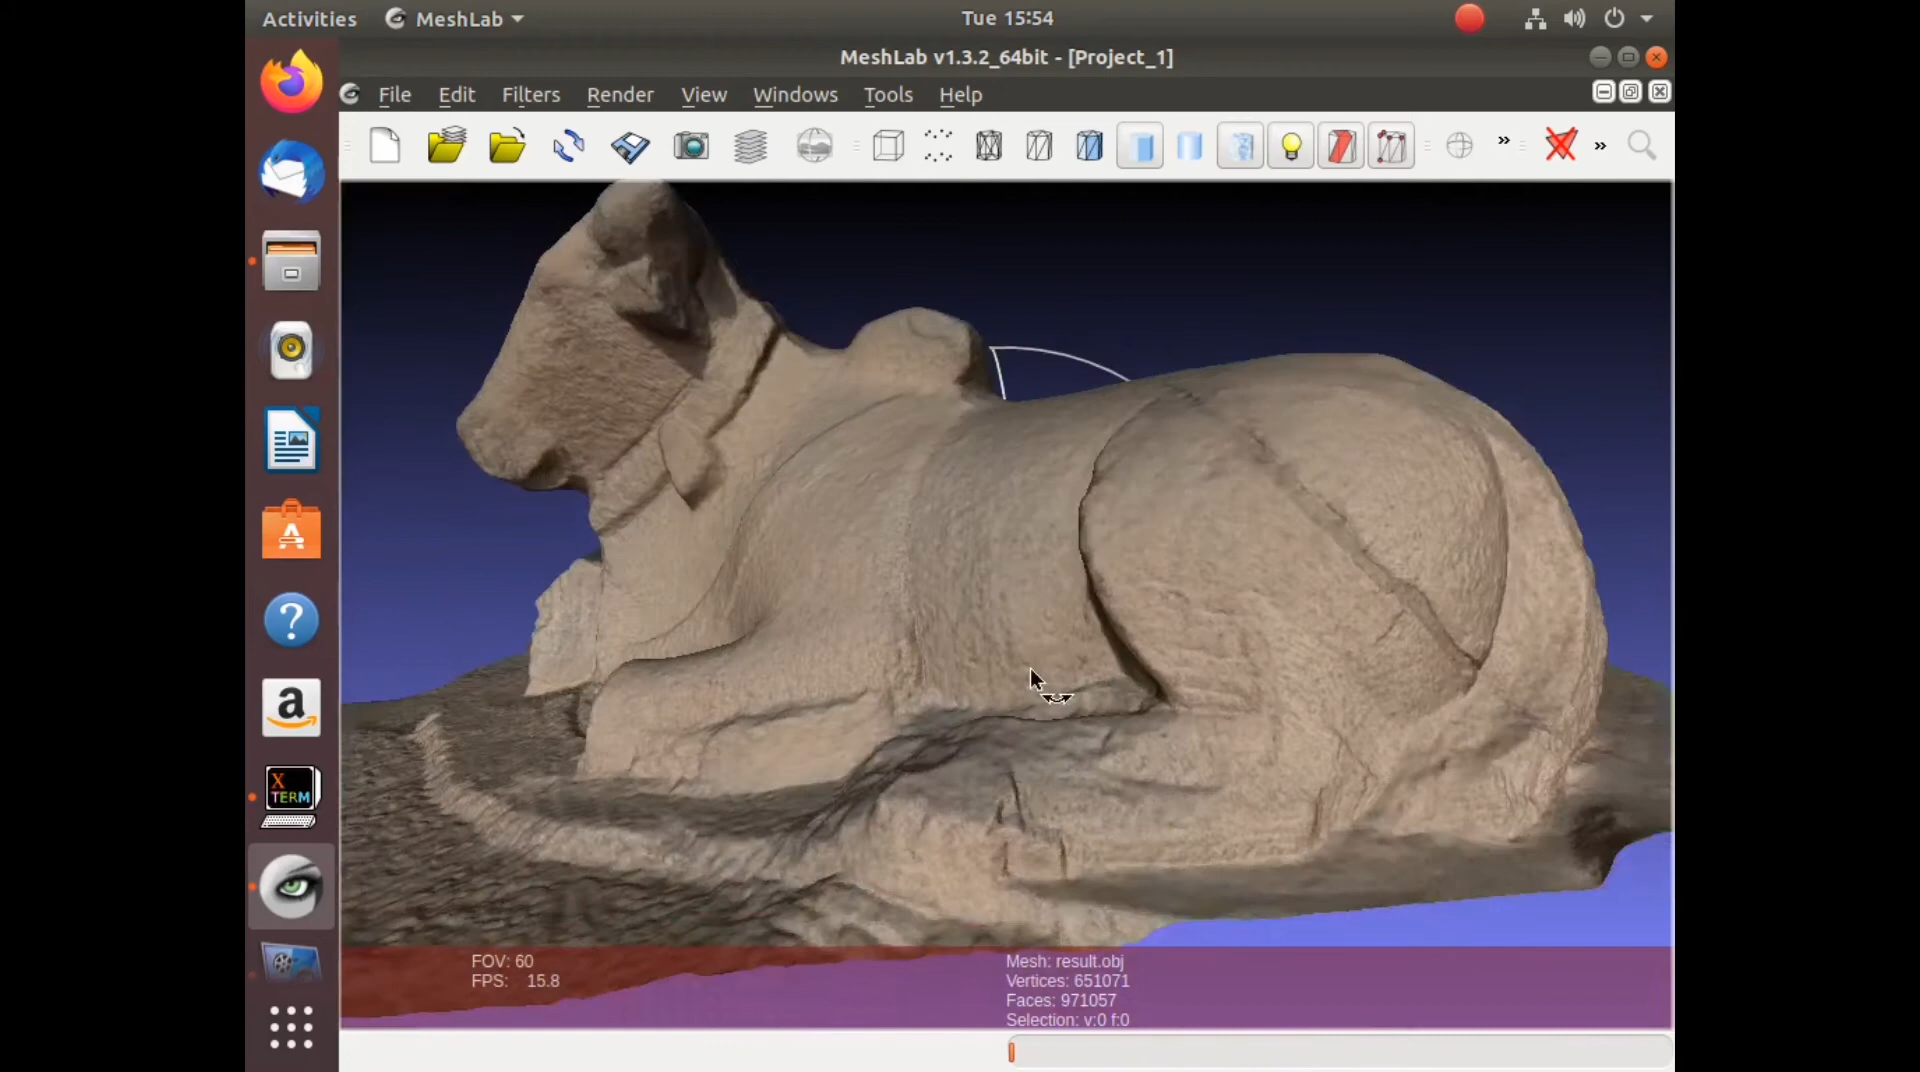 Activities MeshLab Tue 15:54
MeshLab v1.3.2_64bit - [Project_1]
File Edit Filters Render View Windows Tools Help
A
?
a
X
TERM
FOV: 60
FPS: 15.8
Mesh: result.obj
Vertices: 651071
Faces: 971057
Selection: v:0 f:0